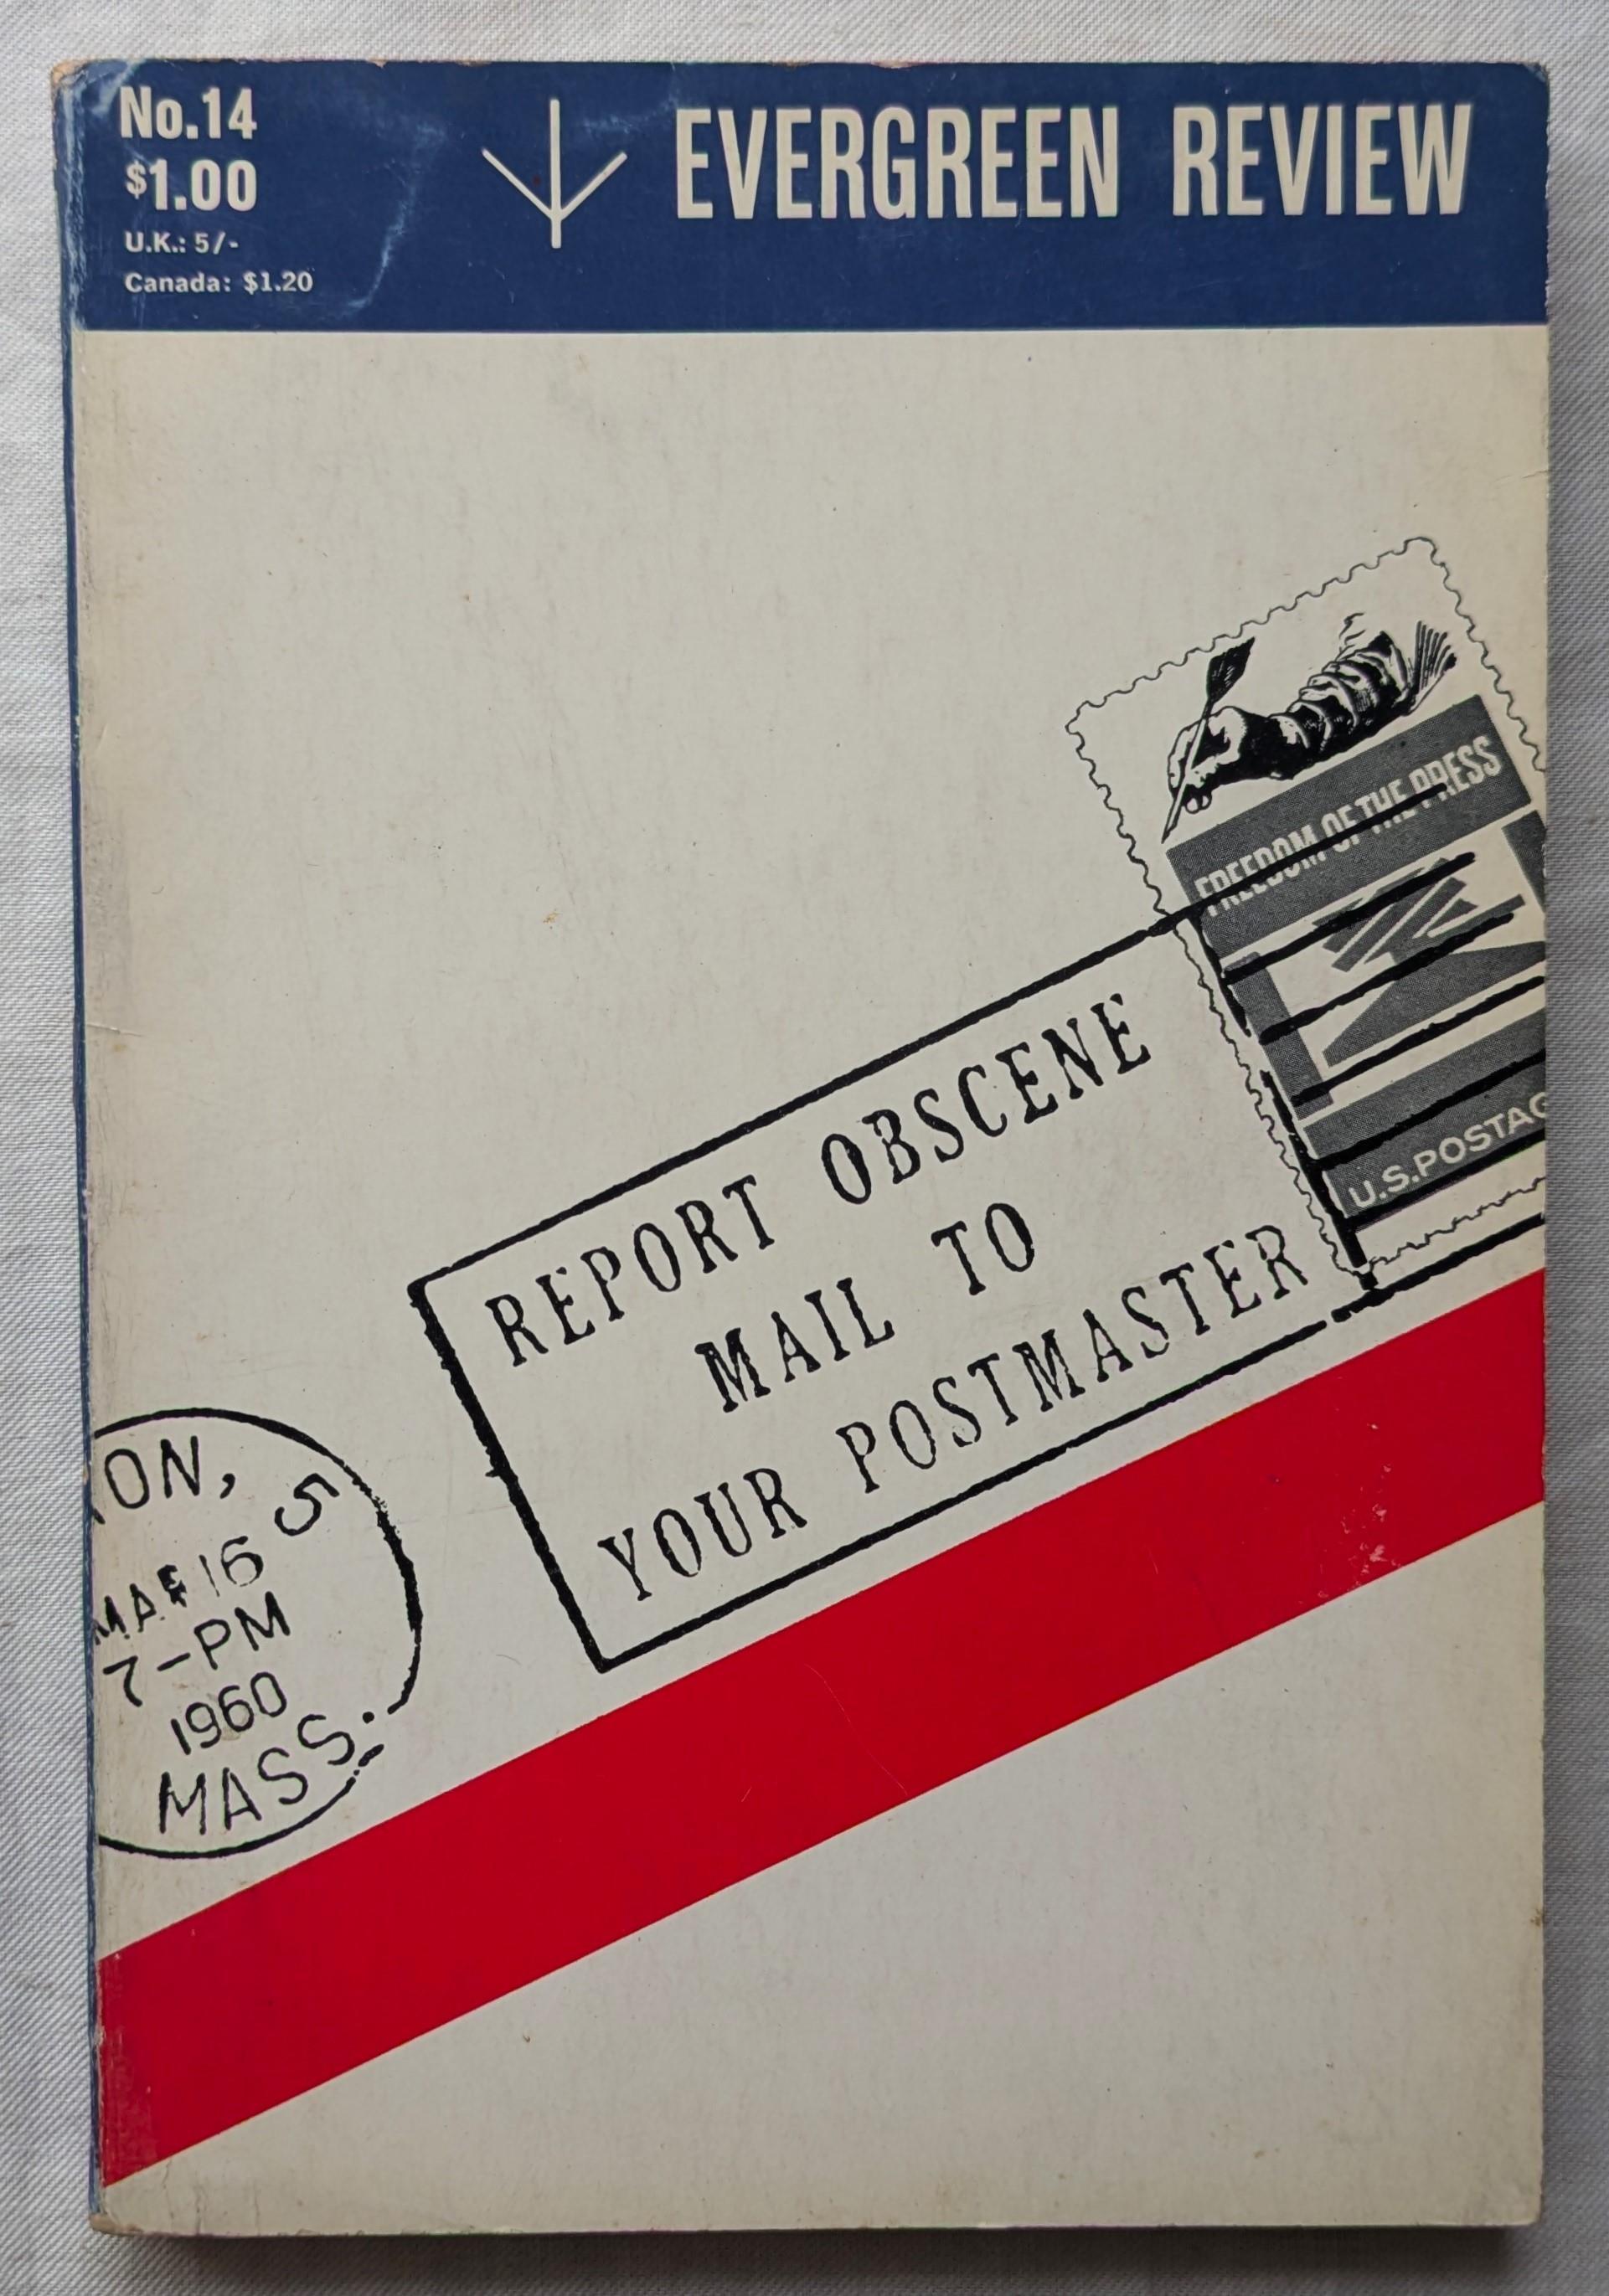 No.14
$1.00
U.K.: 5/-
Canada: $1.20
EVERGREEN REVIEW
FREEDOM OF THE PRESS
U.S. POSTAG
REPORT OBSCENE
MAIL TO
YOUR POSTMASTER
ON,
5
MAR 16
7-PM
1960
MASS.